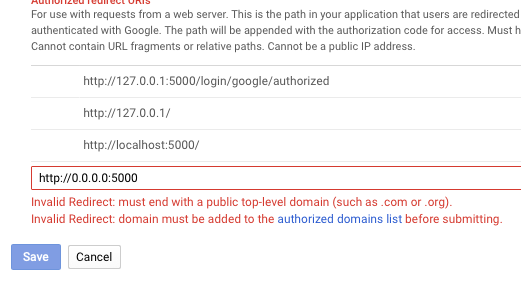 Authorized redirect URIs
For use with requests from a web server. This is the path in your application that users are redirected
authenticated with Google. The path will be appended with the authorization code for access. Must h
Cannot contain URL fragments or relative paths. Cannot be a public IP address.
http://127.0.0.1:5000/login/google/authorized
http://127.0.0.1/
http://localhost:5000/
http://0.0.0.0:5000
Invalid Redirect: must end with a public top-level domain (such as .com or .org).
Invalid Redirect: domain must be added to the authorized domains list before submitting.
Save
Cancel